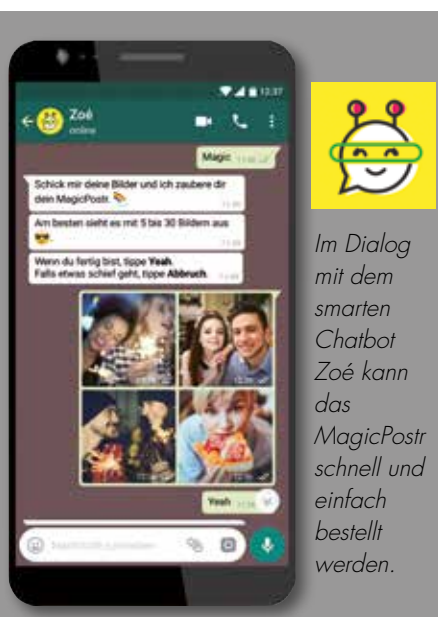 12:37
Zoé
online
Magic
Schick mir deine Bilder und ich zaubere dir
dein MagicPostr.
Am besten sieht es mit 5 bis 30 Bildern aus
Wenn du fertig bist, tippe Yeah.
Falls etwas schief geht, tippe Abbruch.
Yeah
Im Dialog
mit dem
smarten
Chatbot
Zoé kann
das
MagicPostr
schnell und
einfach
bestellt
werden.